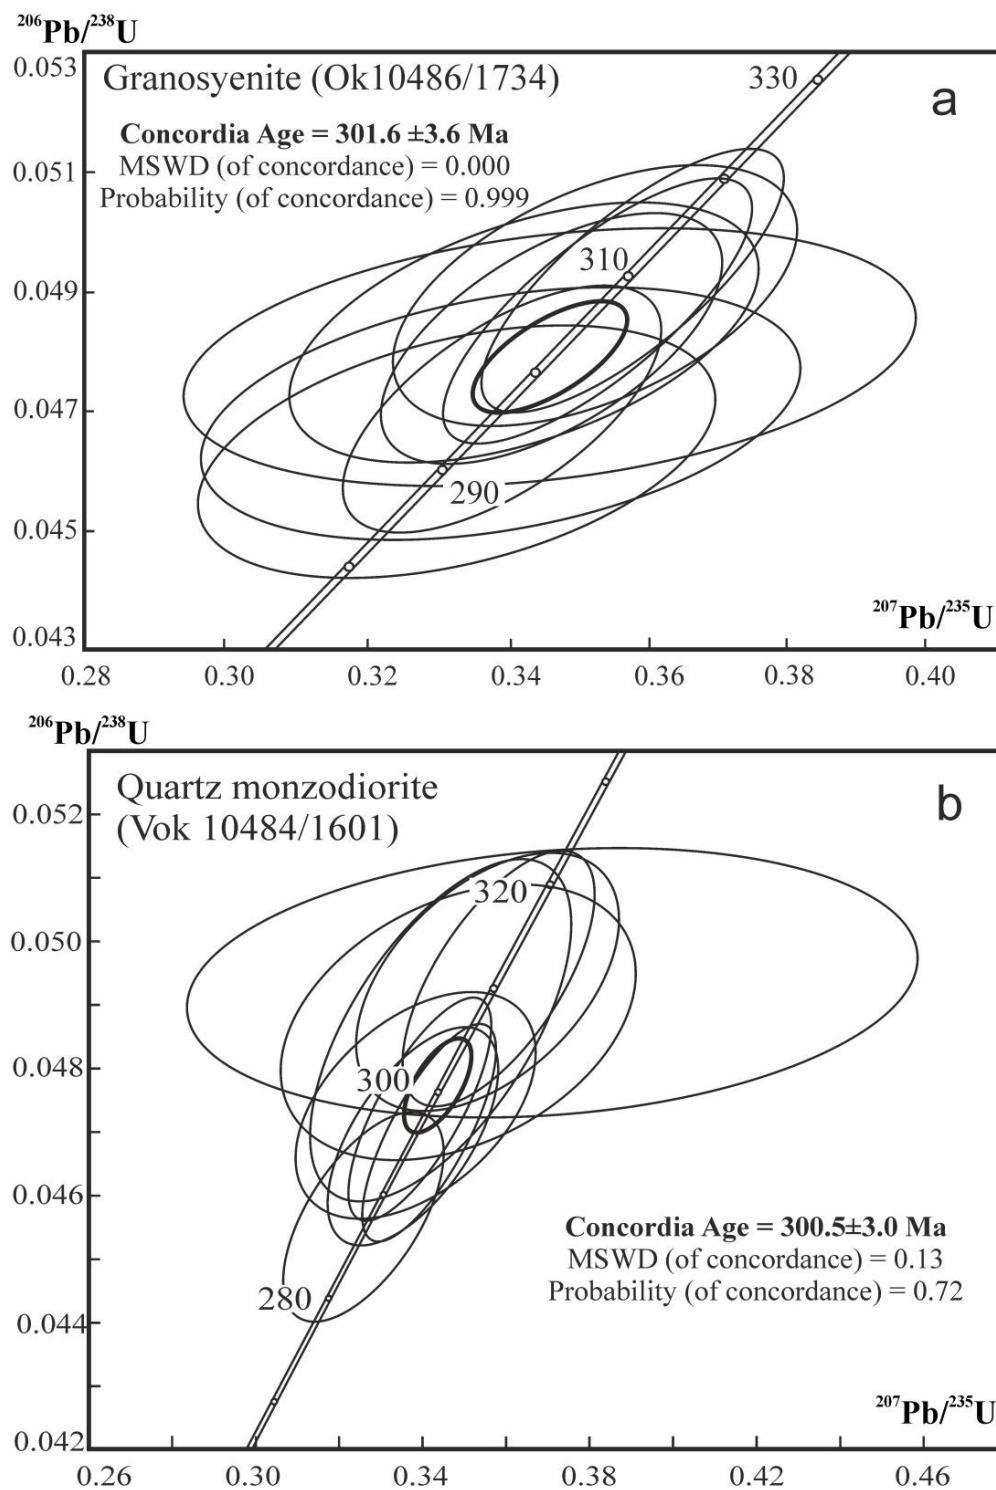 ²⁰⁶Pb/²³⁸U
0.053
Granosyenite (Ok10486/1734)
330
a
Concordia Age = 301.6 ±3.6 Ma
MSWD (of concordance) = 0.000
Probability (of concordance) = 0.999
0.051
310
0.049
0.047
290
0.045
²⁰⁷Pb/²³⁵U
0.043
0.28 0.30 0.32 0.34 0.36 0.38 0.40
²⁰⁶Pb/²³⁸U
Quartz monzodiorite
(Vok 10484/1601)
b
0.052
320
0.050
0.048
300
0.046
Concordia Age = 300.5±3.0 Ma
MSWD (of concordance) = 0.13
Probability (of concordance) = 0.72
280
0.044
²⁰⁷Pb/²³⁵U
0.042
0.26 0.30 0.34 0.38 0.42 0.46